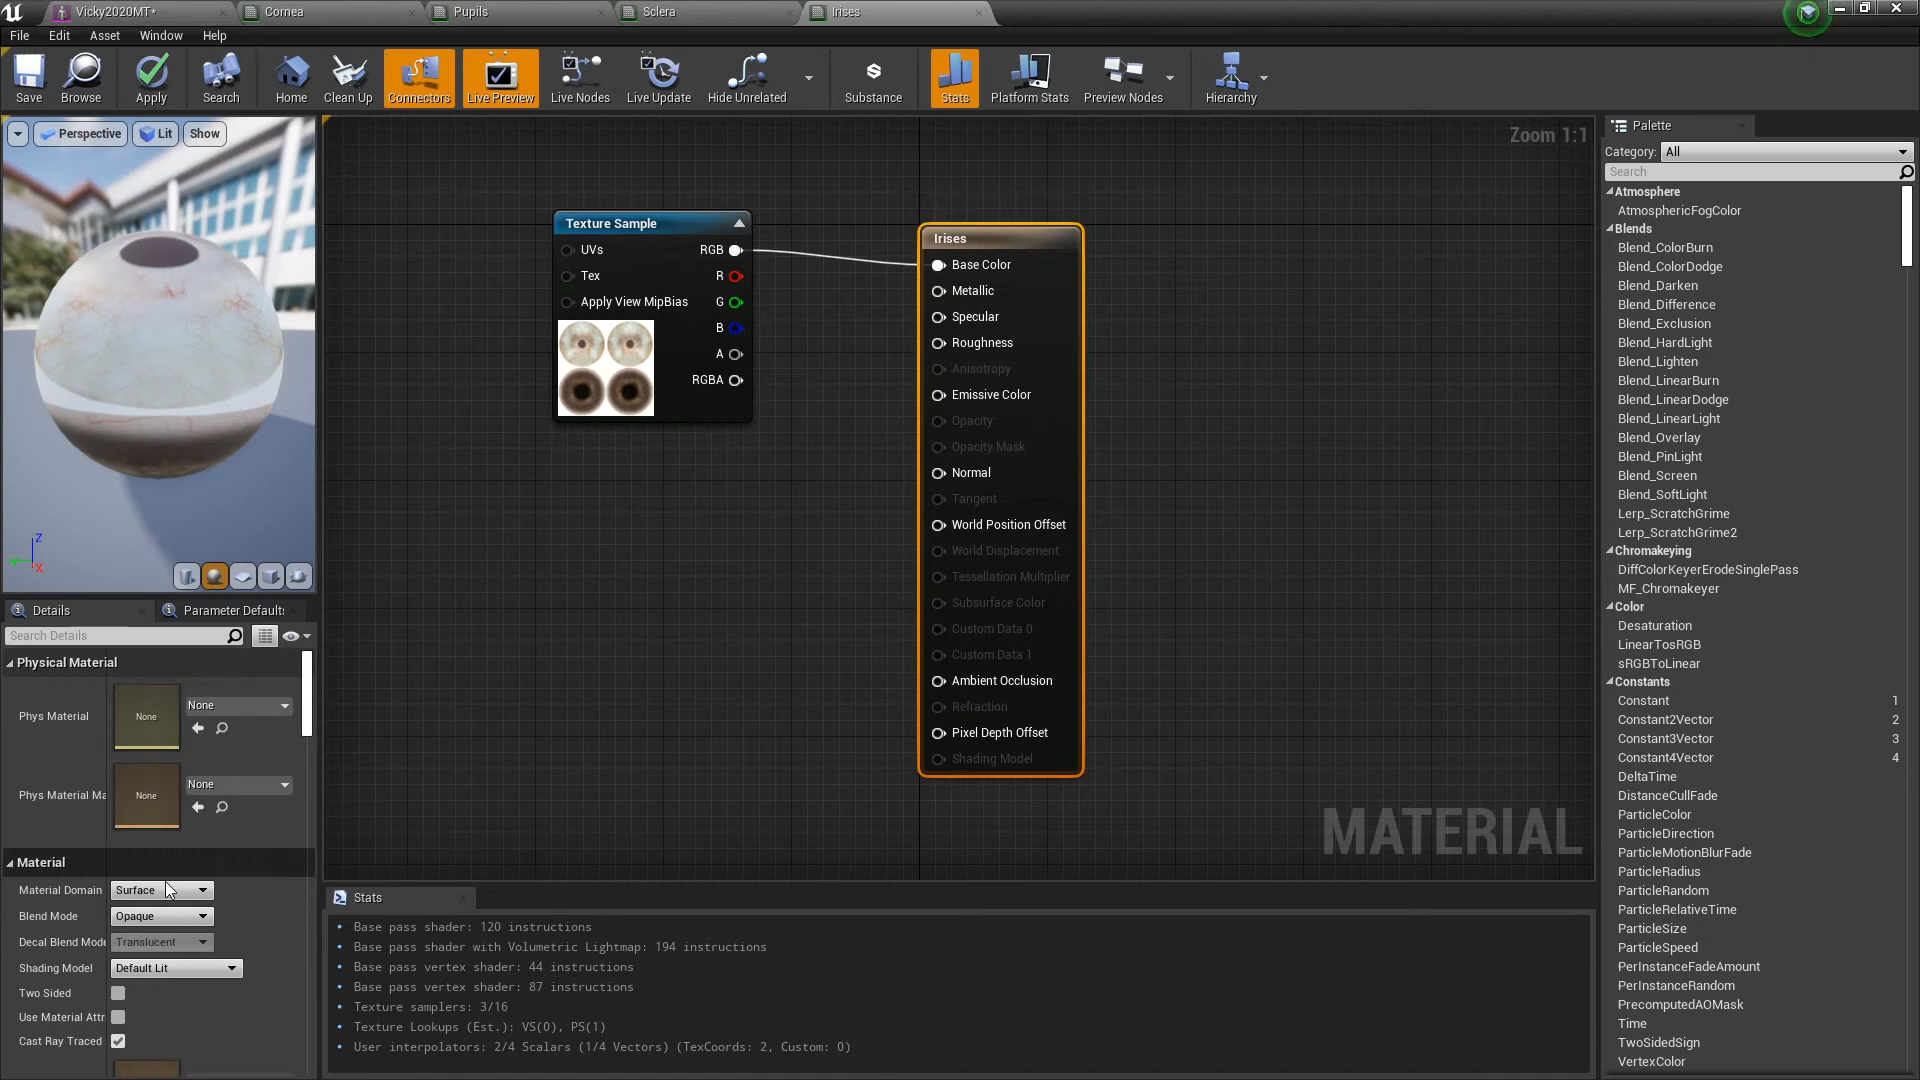 Vicky2020MT*
Cornea
Pupils
Sclera
Irises
File
Edit
Asset
Window
Help
Save
Browse
Apply
Search
Home
Clean Up
Connectors
Live Preview
Live Nodes
Live Update
Hide Unrelated
Substance
Stats
Platform Stats
Preview Nodes
Hierarchy
Perspective
Lit
Show
Zoom 1:1
Z
Y
X
Texture Sample
UVs
RGB
Tex
R
Apply View MipBias
G
B
A
RGBA
Irises
Base Color
Metallic
Specular
Roughness
Anisotropy
Emissive Color
Opacity
Opacity Mask
Normal
Tangent
World Position Offset
World Displacement
Tessellation Multiplier
Subsurface Color
Custom Data 0
Custom Data 1
Ambient Occlusion
Refraction
Pixel Depth Offset
Shading Model
MATERIAL
Details
Parameter Default
Search Details
Physical Material
Phys Material
None
None
Phys Material Ma
None
None
Material
Material Domain
Surface
Blend Mode
Opaque
Decal Blend Mode
Translucent
Shading Model
Default Lit
Two Sided
Use Material Attr
Cast Ray Traced
Stats
• Base pass shader: 120 instructions
• Base pass shader with Volumetric Lightmap: 194 instructions
• Base pass vertex shader: 44 instructions
• Base pass vertex shader: 87 instructions
• Texture samplers: 3/16
• Texture Lookups (Est.): VS(0), PS(1)
• User interpolators: 2/4 Scalars (1/4 Vectors) (TexCoords: 2, Custom: 0)
Palette
Category: All
Search
Atmosphere
AtmosphericFogColor
Blends
Blend_ColorBurn
Blend_ColorDodge
Blend_Darken
Blend_Difference
Blend_Exclusion
Blend_HardLight
Blend_Lighten
Blend_LinearBurn
Blend_LinearDodge
Blend_LinearLight
Blend_Overlay
Blend_PinLight
Blend_Screen
Blend_SoftLight
Lerp_ScratchGrime
Lerp_ScratchGrime2
Chromakeying
DiffColorKeyerErodeSinglePass
MF_Chromakeyer
Color
Desaturation
LinearTosRGB
sRGBToLinear
Constants
Constant 1
Constant2Vector 2
Constant3Vector 3
Constant4Vector 4
DeltaTime
DistanceCullFade
ParticleColor
ParticleDirection
ParticleMotionBlurFade
ParticleRadius
ParticleRandom
ParticleRelativeTime
ParticleSize
ParticleSpeed
PerInstanceFadeAmount
PerInstanceRandom
PrecomputedAOMask
Time
TwoSidedSign
VertexColor